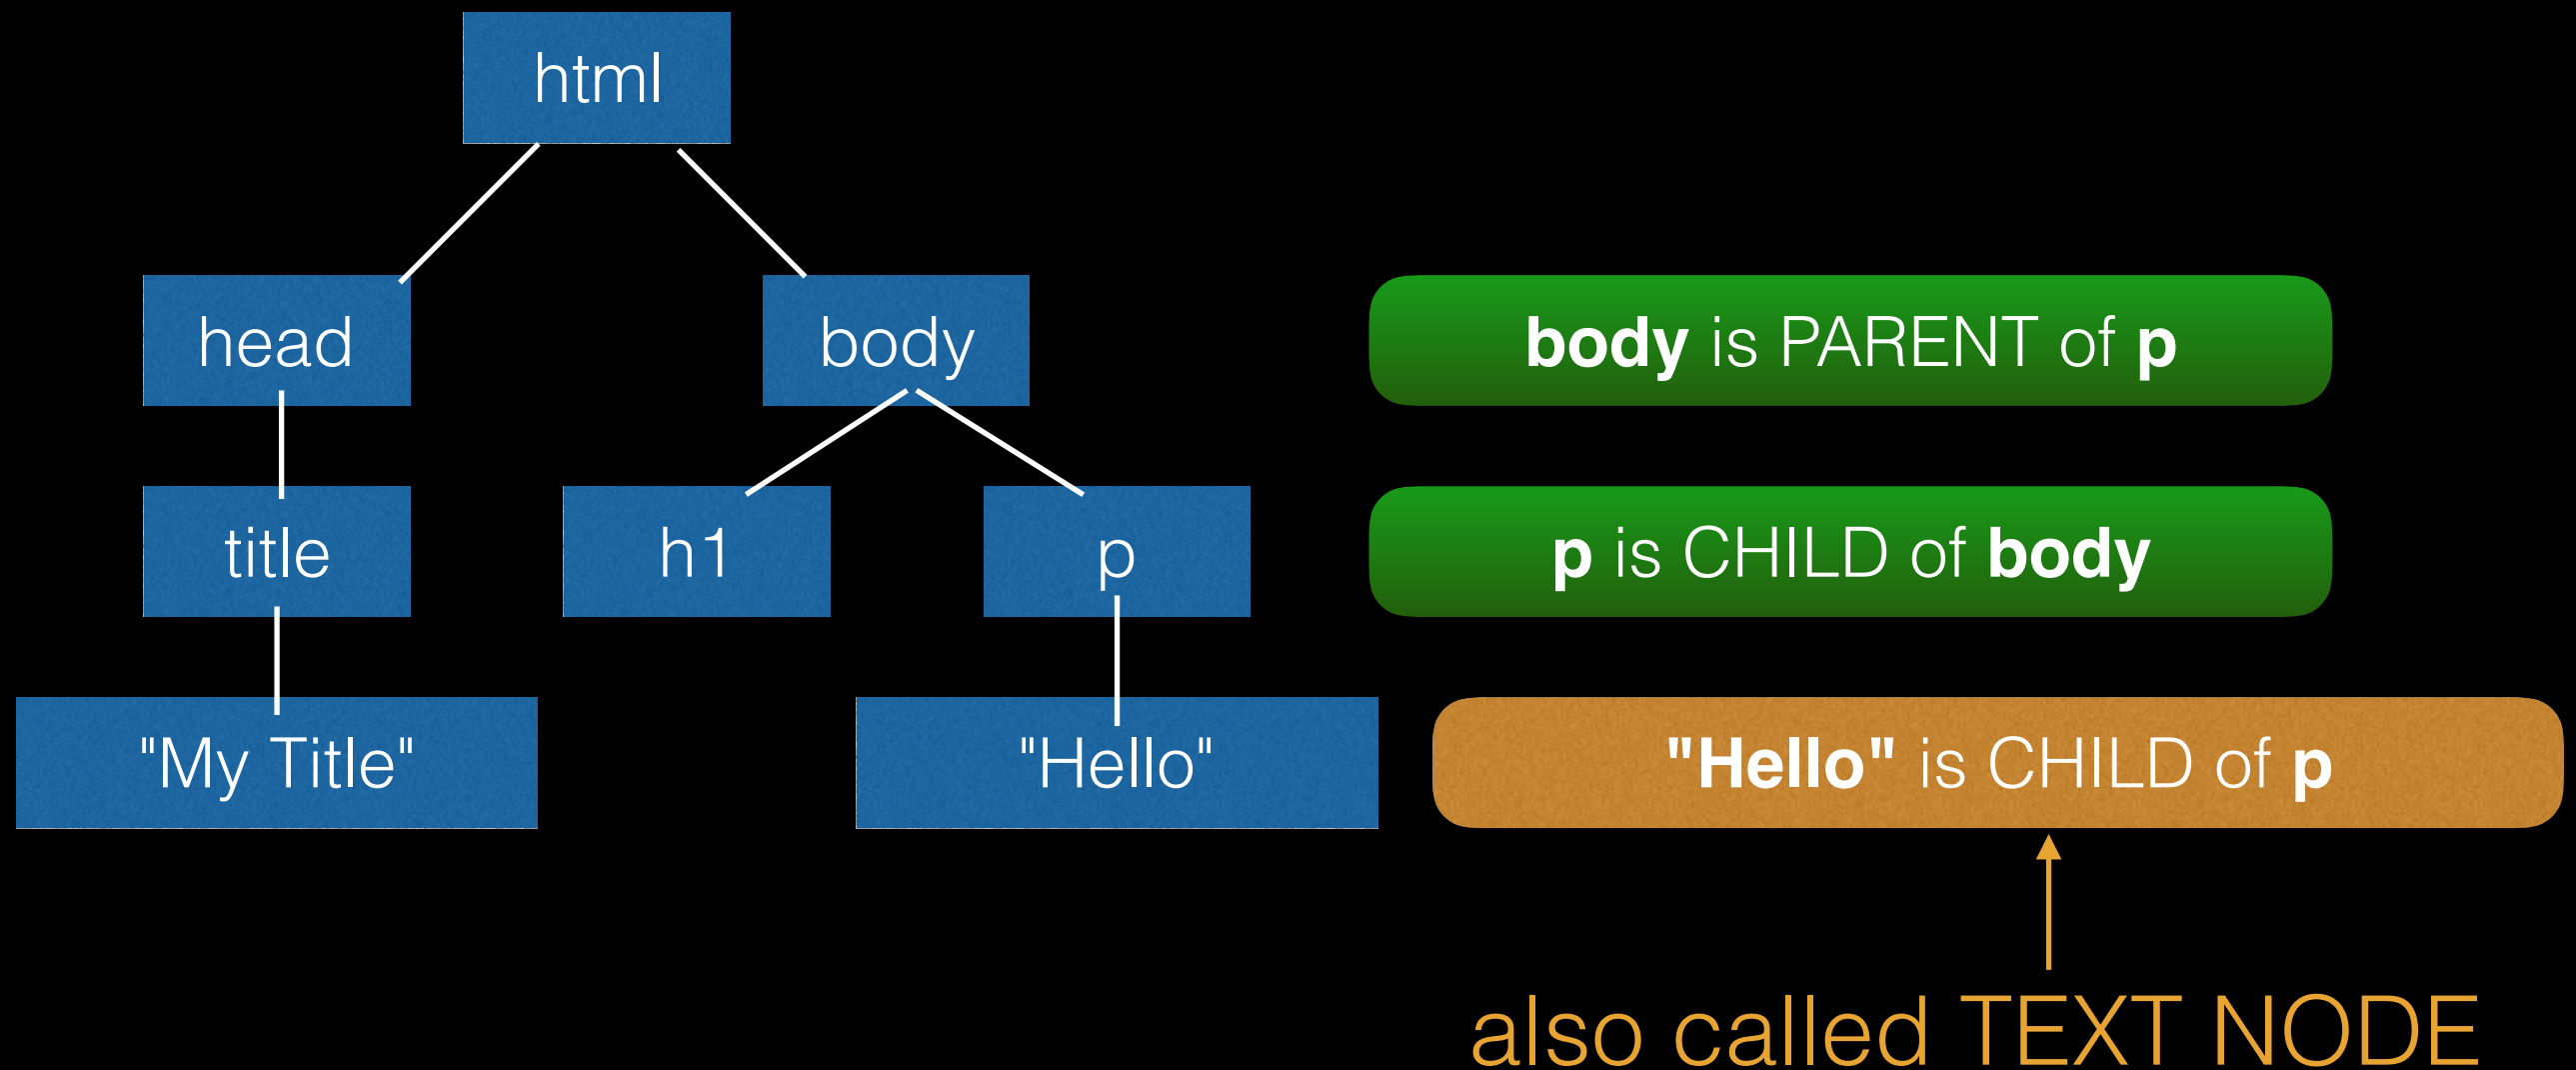 html
head
body
body is PARENT of p
title
h1
p
p is CHILD of body
"My Title"
"Hello"
"Hello" is CHILD of p
also called TEXT NODE